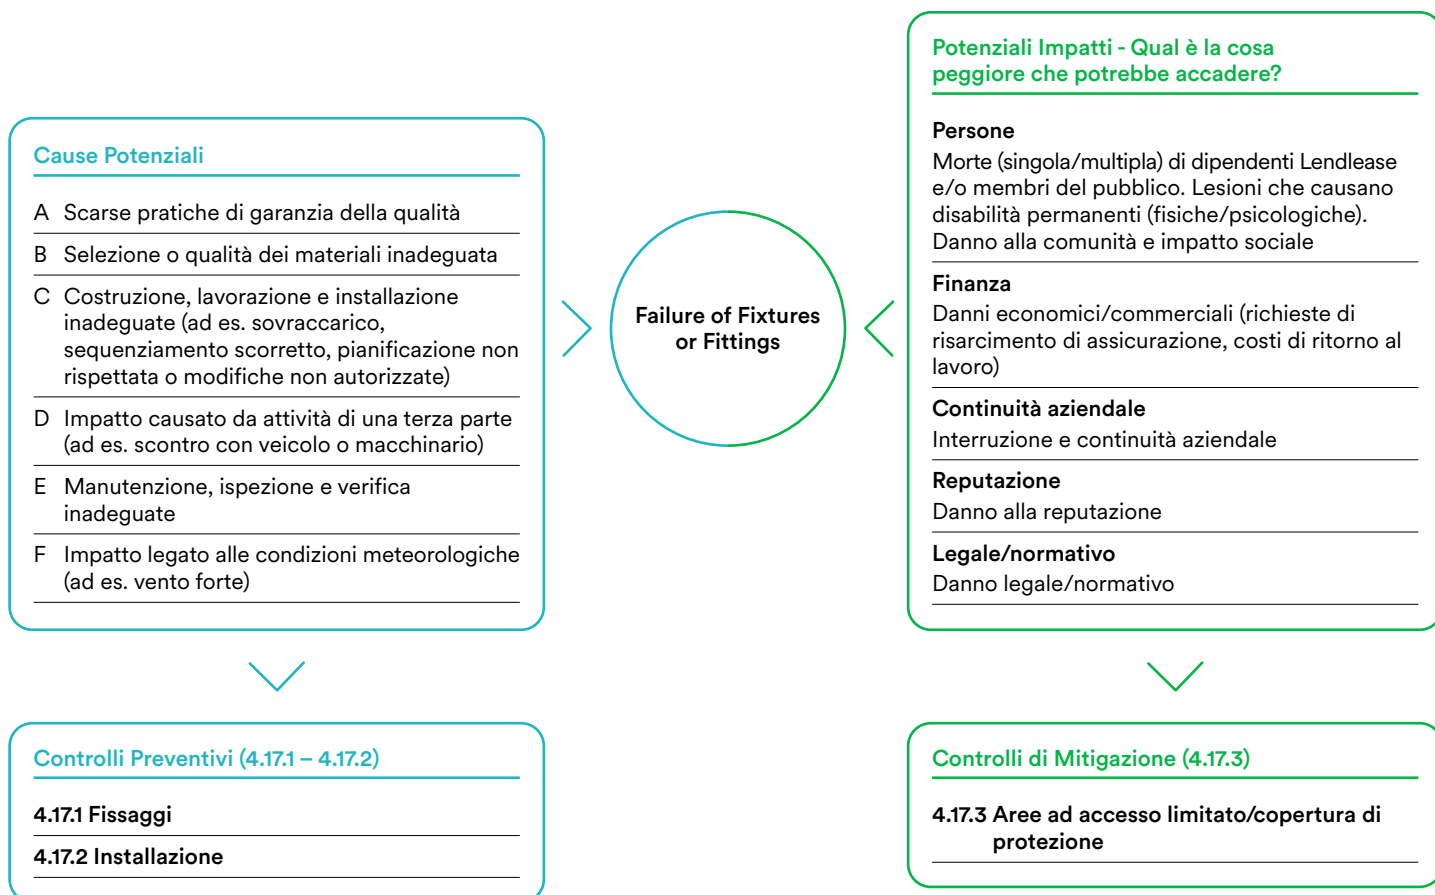 Cause Potenziali
A Scarse pratiche di garanzia della qualità
B Selezione o qualità dei materiali inadeguata
C Costruzione, lavorazione e installazione
inadeguate (ad es. sovraccarico,
sequenziamento scorretto, pianificazione non
rispettata o modifiche non autorizzate)
D Impatto causato da attività di una terza parte
(ad es. scontro con veicolo o macchinario)
E Manutenzione, ispezione e verifica
inadeguate
F Impatto legato alle condizioni meteorologiche
(ad es. vento forte)
Failure of Fixtures
or Fittings
Potenziali Impatti - Qual è la cosa
peggiore che potrebbe accadere?
Persone
Morte (singola/multipla) di dipendenti Lendlease
e/o membri del pubblico. Lesioni che causano
disabilità permanenti (fisiche/psicologiche).
Danno alla comunità e impatto sociale
Finanza
Danni economici/commerciali (richieste di
risarcimento di assicurazione, costi di ritorno al
lavoro)
Continuità aziendale
Interruzione e continuità aziendale
Reputazione
Danno alla reputazione
Legale/normativo
Danno legale/normativo
Controlli Preventivi (4.17.1 – 4.17.2)
4.17.1 Fissaggi
4.17.2 Installazione
Controlli di Mitigazione (4.17.3)
4.17.3 Aree ad accesso limitato/copertura di
protezione